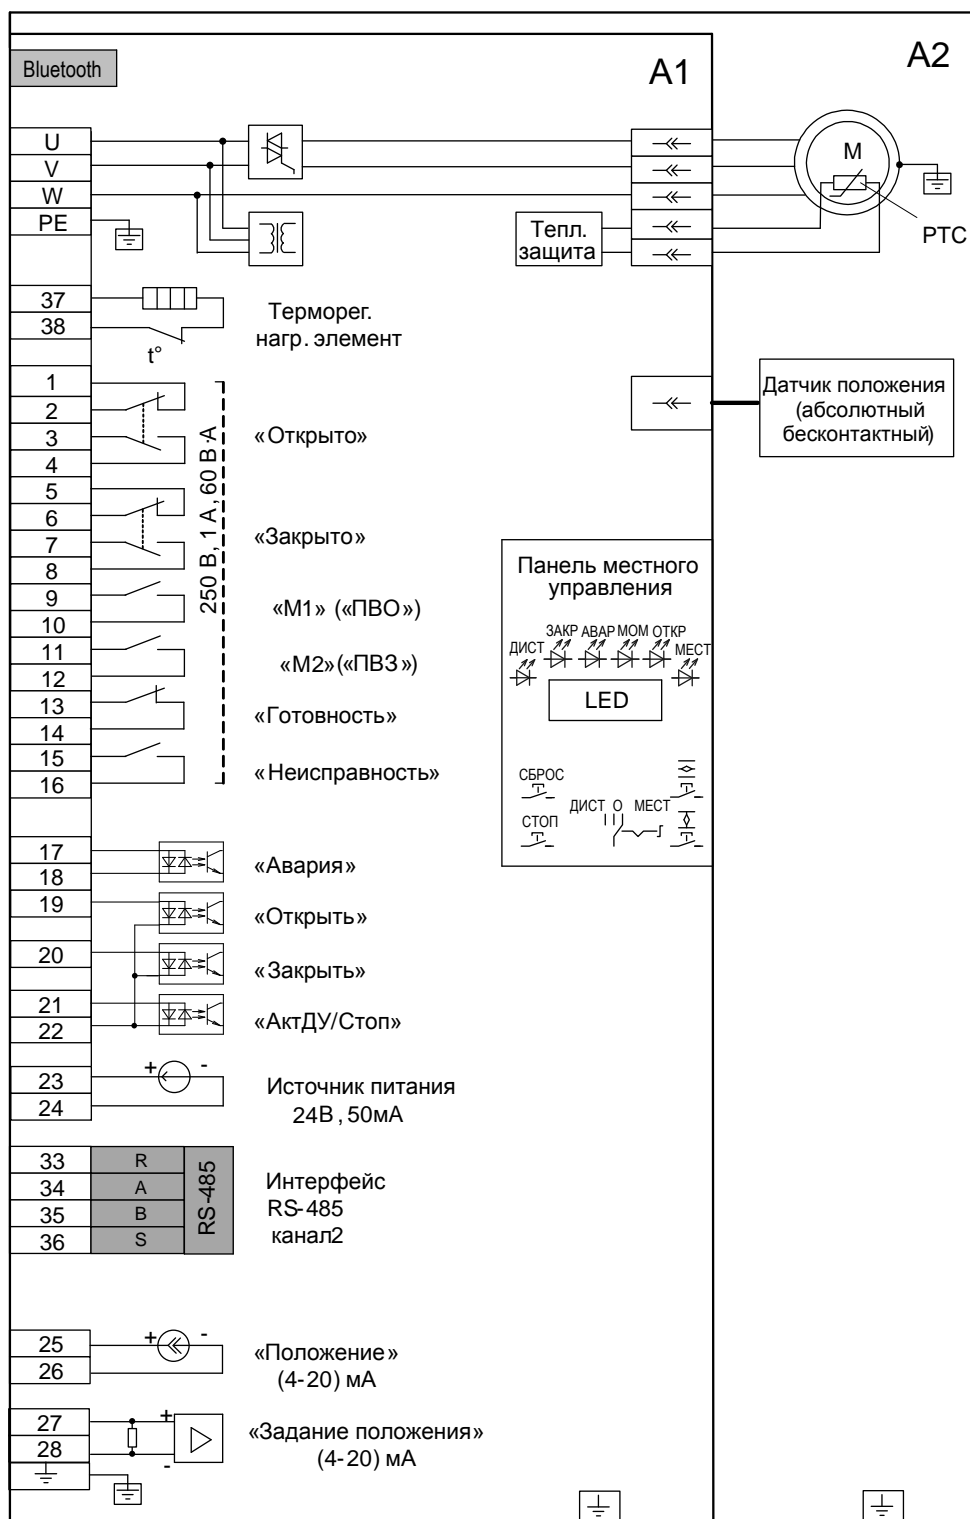 Bluetooth
A1
A2
U
V
W
PE
M
PTC
Тепл.
защита
37
38
t°
Терморег.
нагр. элемент
1
2
3
4
5
6
7
8
9
10
11
12
13
14
15
16
250 В, 1 А, 60 В·А
«Открыто»
«Закрыто»
«М1» («ПВО»)
«М2» («ПВЗ»)
«Готовность»
«Неисправность»
Датчик положения
(абсолютный
бесконтактный)
Панель местного
управления
ДИСТ ЗАКР АВАР МОМ ОТКР МЕСТ
LED
СБРОС
СТОП
ДИСТ О МЕСТ
17
18
19
20
21
22
«Авария»
«Открыть»
«Закрыть»
«АктДУ/Стоп»
23
24
+ -
Источник питания
24В, 50мА
33 R
34 A
35 B
36 S
RS-485
Интерфейс
RS-485
канал2
25
26
+ -
«Положение»
(4-20) мА
27
28
+
-
«Задание положения»
(4-20) мА